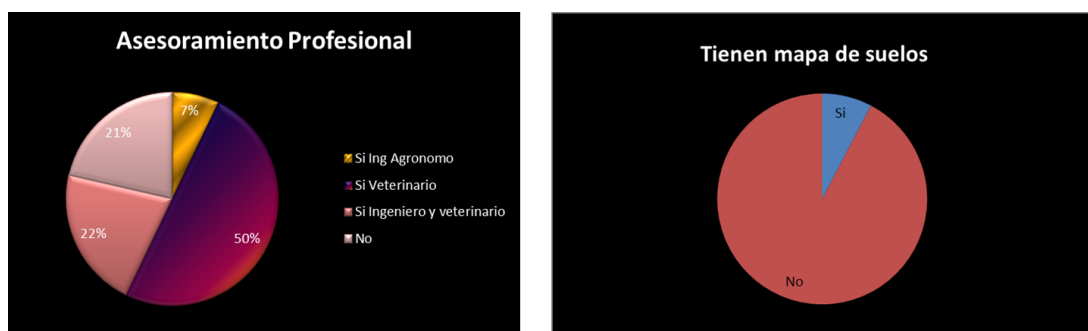 Asesoramiento Profesional
7%
21%
22%
50%
Si Ing Agronomo
Si Veterinario
Si Ingeniero y veterinario
No
Tienen mapa de suelos
Si
No